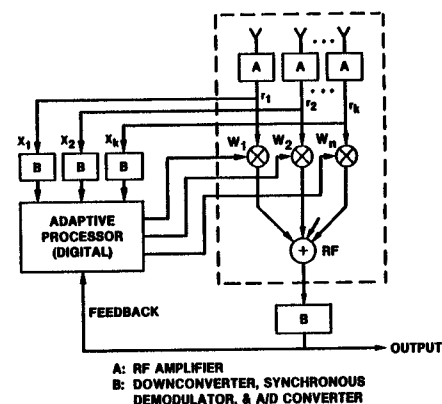 A A A
r1 r2 rk
X1 X2 Xk
W1 W2 Wn
B B B
ADAPTIVE
PROCESSOR
(DIGITAL)
+ RF
FEEDBACK
B
OUTPUT
A: RF AMPLIFIER
B: DOWNCONVERTER, SYNCHRONOUS
DEMODULATOR, & A/D CONVERTER